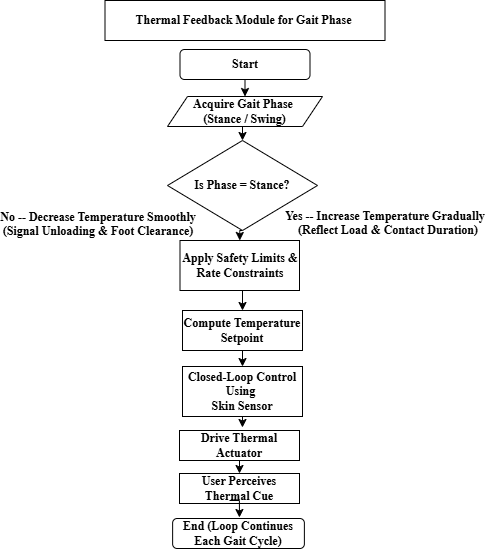 Thermal Feedback Module for Gait Phase
Start
Acquire Gait Phase
(Stance / Swing)
Is Phase = Stance?
No -- Decrease Temperature Smoothly
(Signal Unloading & Foot Clearance)
Yes -- Increase Temperature Gradually
(Reflect Load & Contact Duration)
Apply Safety Limits &
Rate Constraints
Compute Temperature
Setpoint
Closed-Loop Control
Using
Skin Sensor
Drive Thermal
Actuator
User Perceives
Thermal Cue
End (Loop Continues
Each Gait Cycle)